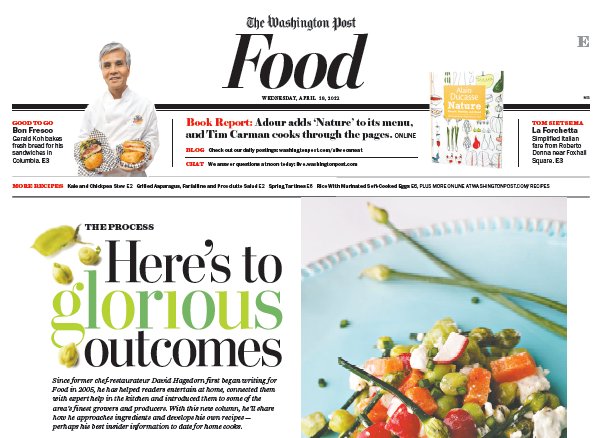 The Washington Post
Food
E
WEDNESDAY, APRIL 18, 2012
GOOD TO GO
Bon Fresco
Gerald Koh bakes
fresh bread for his
sandwiches in
Columbia. E3
Book Report: Adour adds ‘Nature’ to its menu,
and Tim Carman cooks through the pages. ONLINE
BLOG Check out our daily postings: washingtonpost.com/allwecaneat
CHAT We answer questions at noon today: live.washingtonpost.com
Alain
Ducasse
Nature
TOM SIETSEMA
La Forchetta
Simplified Italian
fare from Roberto
Donna near Foxhall
Square. E3
MORE RECIPES Kale and Chickpea Stew E2 Grilled Asparagus, Farfalline and Prosciutto Salad E2 Spring Tartines E6 Rice With Marinated Soft-Cooked Eggs E6, PLUS MORE ONLINE AT WASHINGTONPOST.COM/RECIPES
THE PROCESS
Here’s to
glorious
outcomes
Since former chef-restaurateur David Hagedorn first began writing for
Food in 2005, he has helped readers entertain at home, connected them
with expert help in the kitchen and introduced them to some of the
area’s finest growers and producers. With this new column, he’ll share
how he approaches ingredients and develops his own recipes —
perhaps his best insider information to date for home cooks.